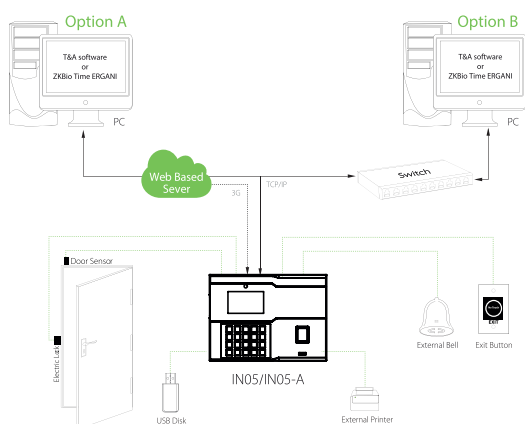 Option A
Option B
T&A software
or
ZKBio Time ERGANI
T&A software
or
ZKBio Time ERGANI
PC
PC
Web Based
Sever
Switch
3G
TCP/IP
Door Sensor
Electric Lock
External Bell
EXIT
Exit Button
IN05/IN05-A
USB Disk
External Printer